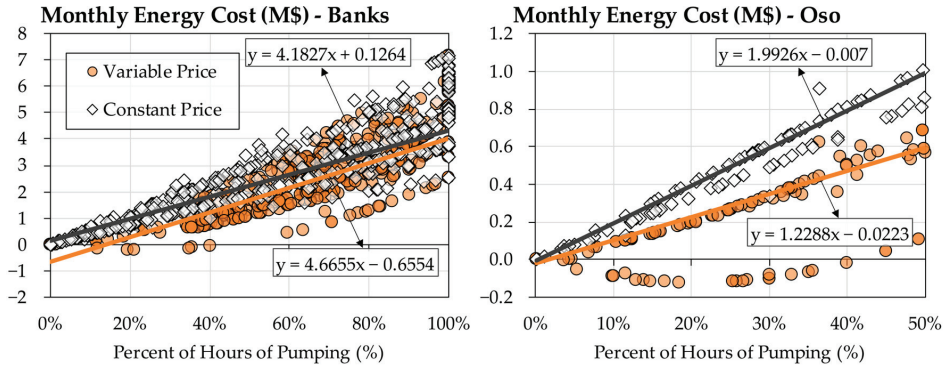 Monthly Energy Cost (M$) - Banks
8
7
6
5
4
3
2
1
0
−1
−2
Variable Price
Constant Price
y = 4.1827x + 0.1264
y = 4.6655x − 0.6554
0% 20% 40% 60% 80% 100%
Percent of Hours of Pumping (%)
Monthly Energy Cost (M$) - Oso
1.2
1.0
0.8
0.6
0.4
0.2
0.0
−0.2
y = 1.9926x − 0.007
y = 1.2288x − 0.0223
0% 10% 20% 30% 40% 50%
Percent of Hours of Pumping (%)